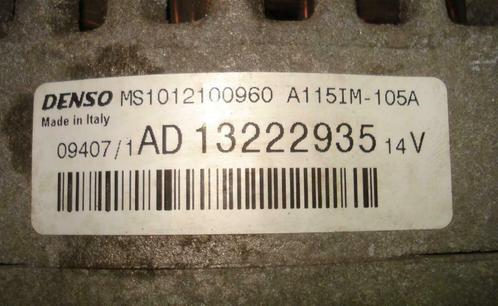 DENSO MS1012100960 A115IM-105A
Made in Italy
09407/1 AD 13222935 14V